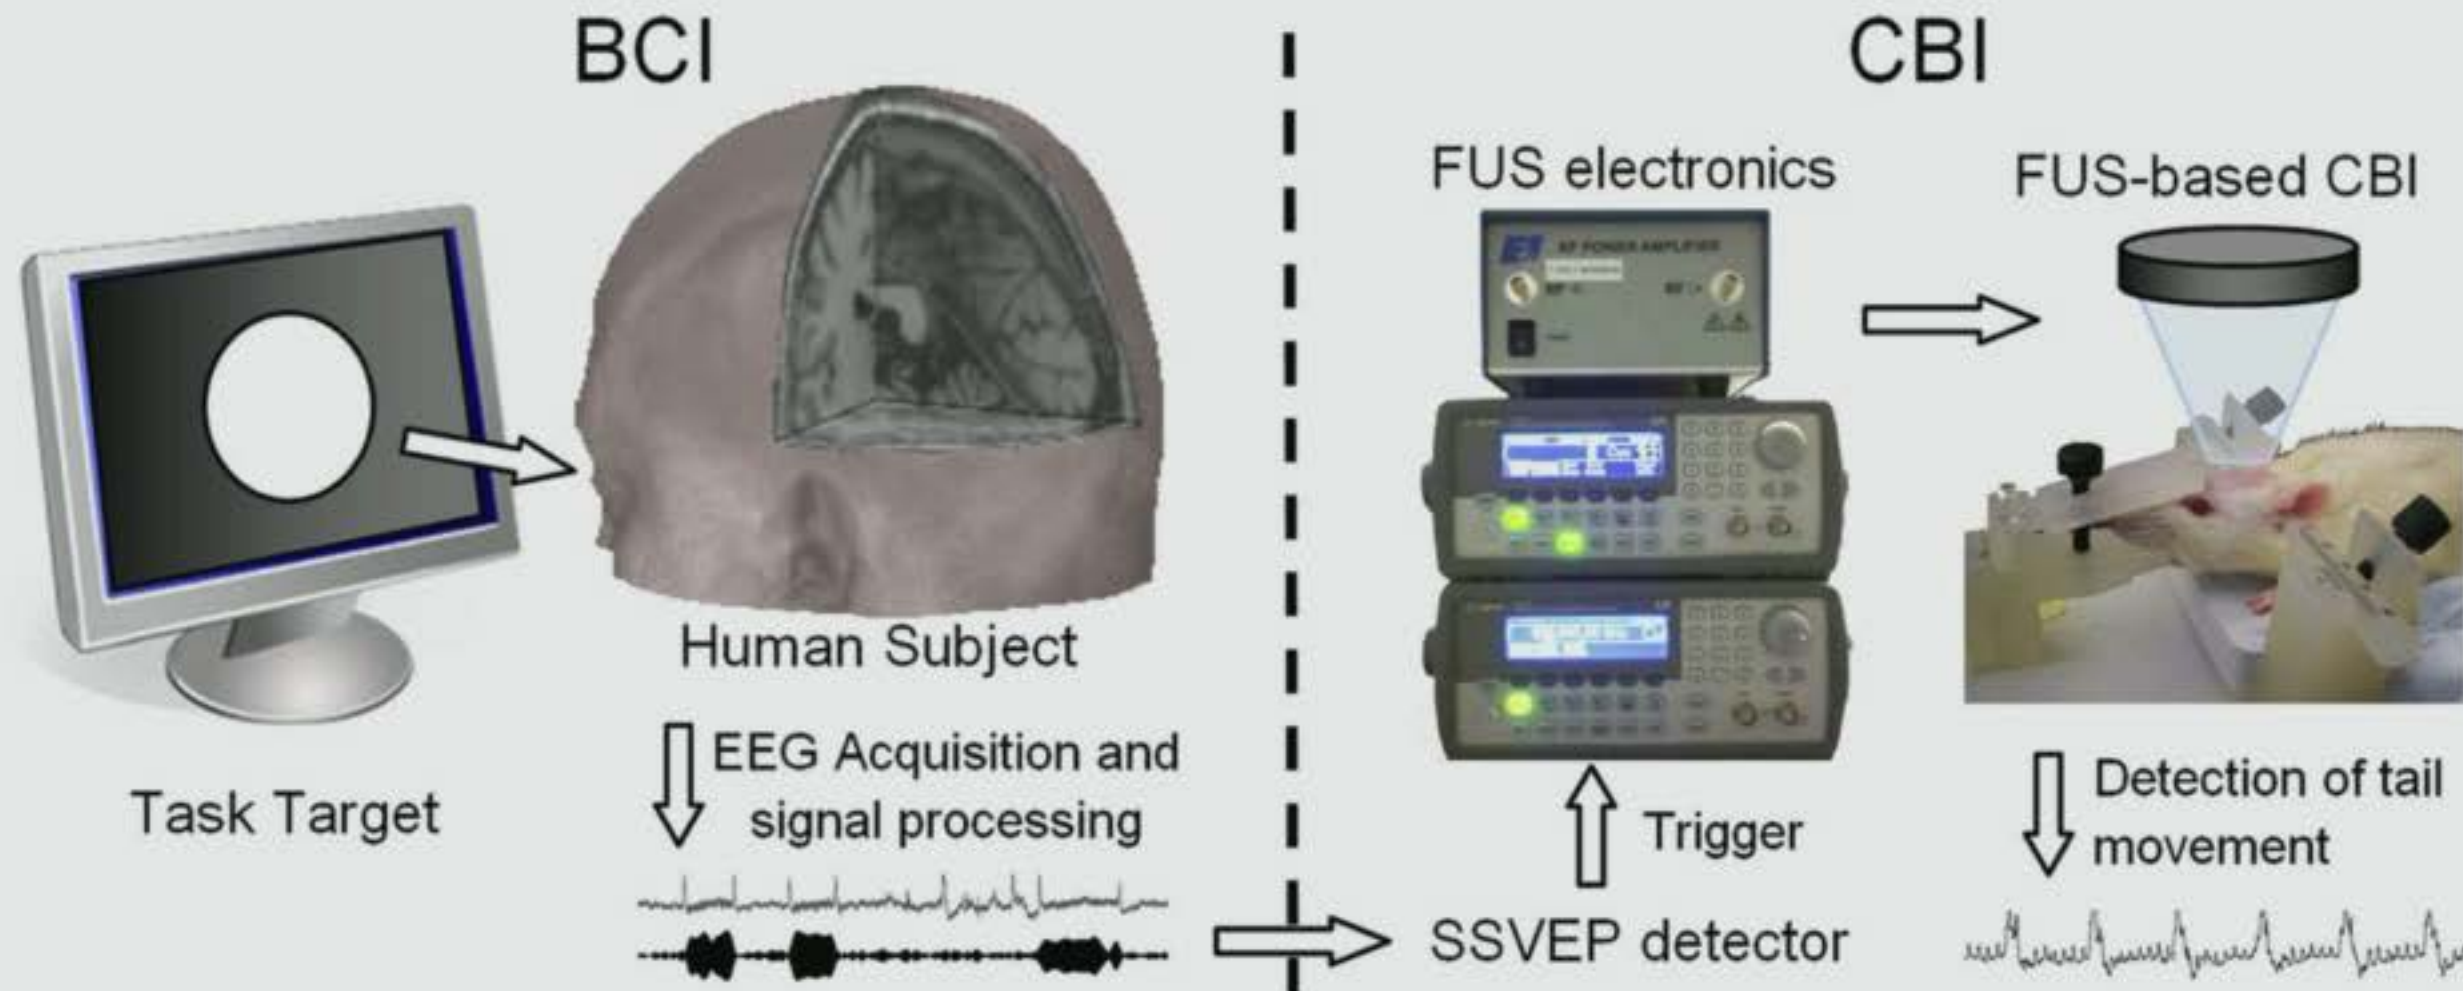 BCI
CBI
FUS electronics
FUS-based CBI
EI RF POWER AMPLIFIER
Human Subject
EEG Acquisition and
signal processing
Task Target
Trigger
SSVEP detector
Detection of tail
movement